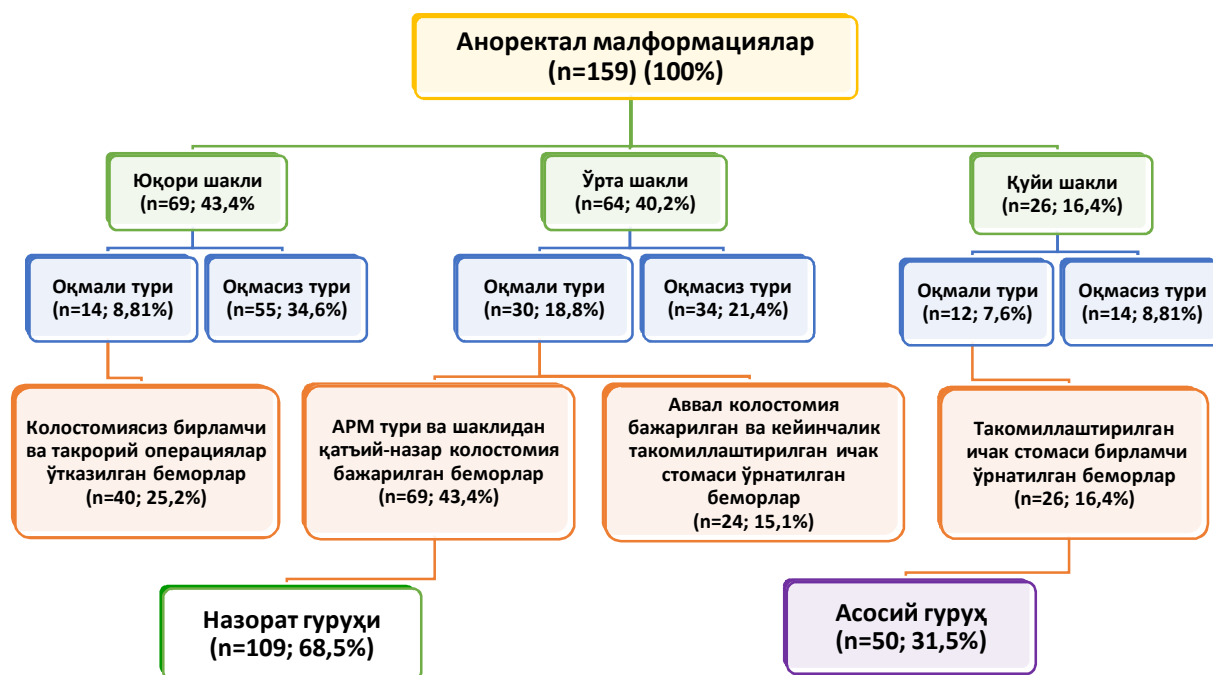 Аноректал малформациялар
(n=159) (100%)
Юқори шакли
(n=69; 43,4%
Ўрта шакли
(n=64; 40,2%)
Қуйи шакли
(n=26; 16,4%)
Оқмали тури
(n=14; 8,81%)
Оқмасиз тури
(n=55; 34,6%)
Оқмали тури
(n=30; 18,8%)
Оқмасиз тури
(n=34; 21,4%)
Оқмали тури
(n=12; 7,6%)
Оқмасиз тури
(n=14; 8,81%)
Колостомиясиз бирламчи
ва такрорий операциялар
ўтказилган беморлар
(n=40; 25,2%)
АРМ тури ва шаклидан
қатъий-назар колостомия
бажарилган беморлар
(n=69; 43,4%)
Аввал колостомия
бажарилган ва кейинчалик
такомиллаштирилган ичак
стомаси ўрнатилган
беморлар
(n=24; 15,1%)
Такомиллаштирилган
ичак стомаси бирламчи
ўрнатилган беморлар
(n=26; 16,4%)
Назорат гуруҳи
(n=109; 68,5%)
Асосий гуруҳ
(n=50; 31,5%)